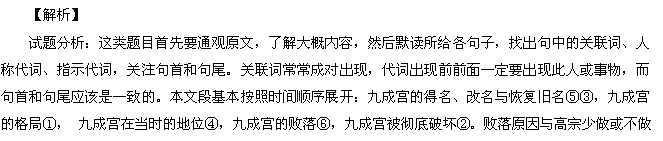 【解析】
试题分析：这类题目首先要通观原文，了解大概内容，然后默读所给各句子，找出句中的关联词、人
称代词、指示代词，关注句首和句尾。关联词常常成对出现，代词出现前前面一定要出现此人或事物，而
句首和句尾应该是一致的。本文段基本按照时间顺序展开：九成宫的得名、改名与恢复旧名⑤③，九成宫
的格局①， 九成宫在当时的地位④，九成宫的败落⑥，九成宫被彻底破坏②。败落原因与高宗少做或不做